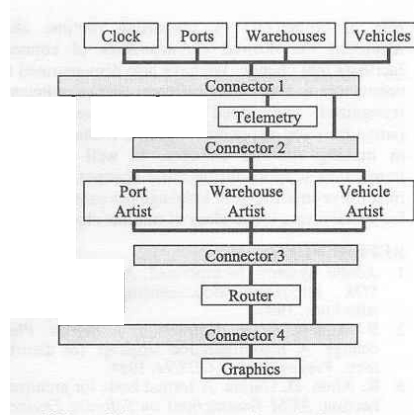 Clock Ports Warehouses Vehicles
Connector 1
Telemetry
Connector 2
Port Artist
Warehouse Artist
Vehicle Artist
Connector 3
Router
Connector 4
Graphics